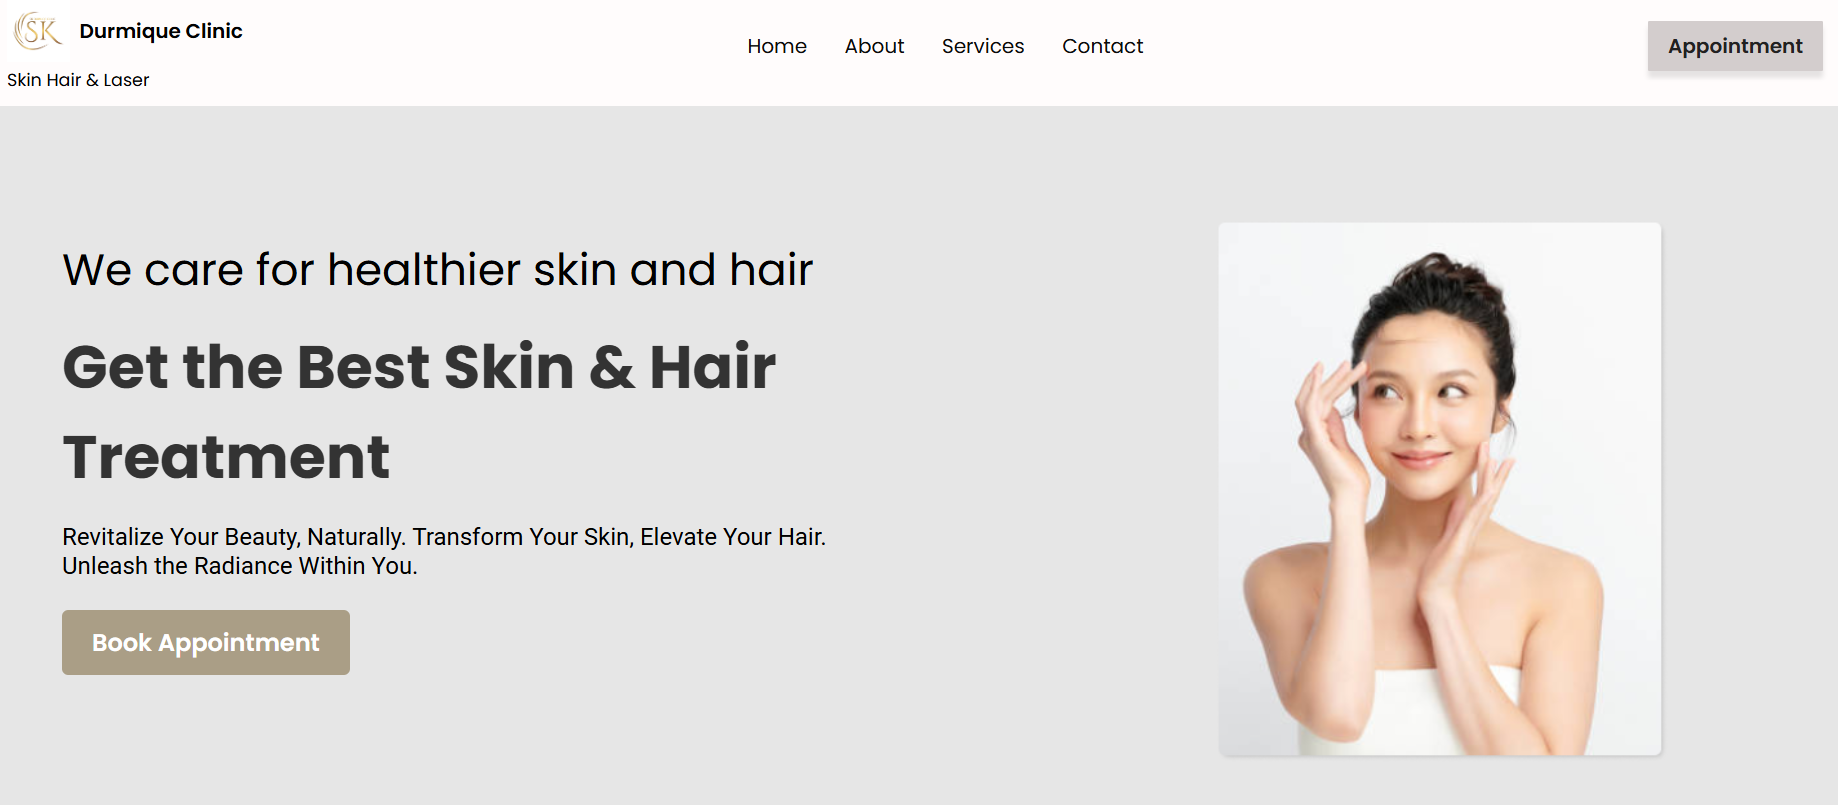 SK
Durmique Clinic
Skin Hair & Laser
Home
About
Services
Contact
Appointment
We care for healthier skin and hair
Get the Best Skin & Hair
Treatment
Revitalize Your Beauty, Naturally. Transform Your Skin, Elevate Your Hair.
Unleash the Radiance Within You.
Book Appointment